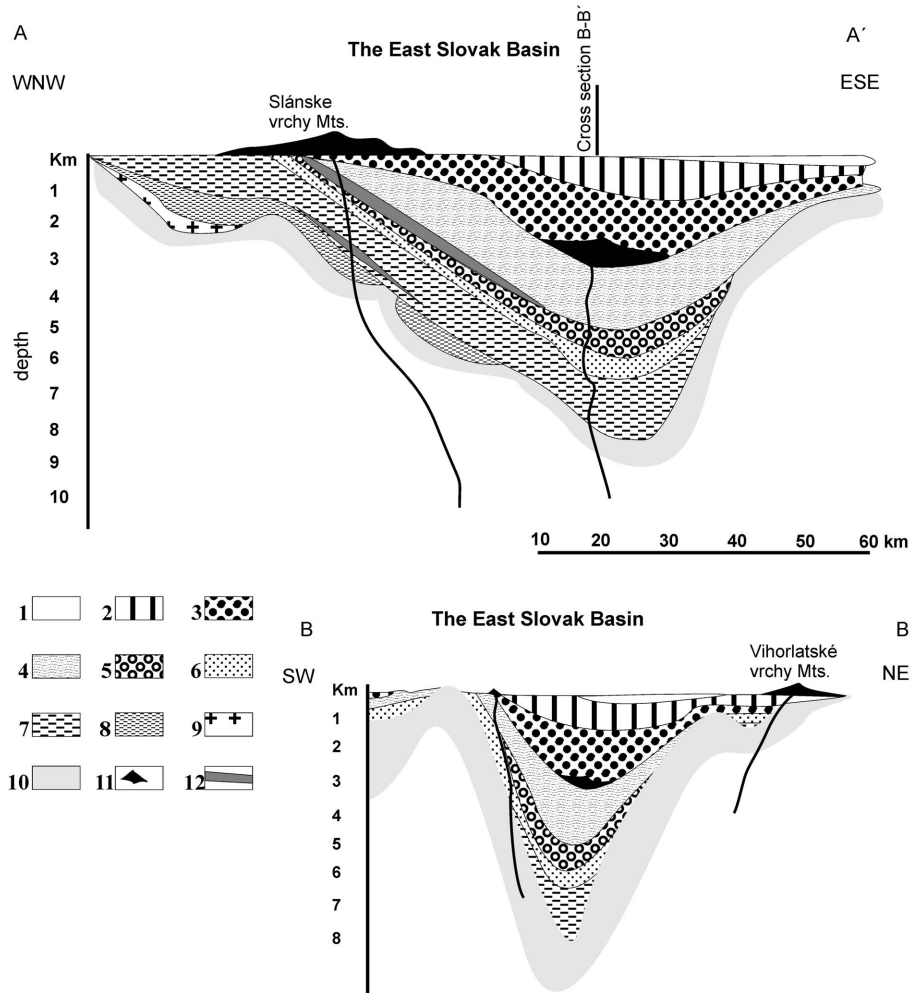 A
A´
The East Slovak Basin
WNW
ESE
Cross section B-B´
Slánske
vrchy Mts.
Km
1
2
3
4
5
6
7
8
9
10
depth
10 20 30 40 50 60 km
1 2 3
4 5 6
7 8 9
10 11 12
The East Slovak Basin
B
B´
SW
NE
Vihorlatské
vrchy Mts.
Km
1
2
3
4
5
6
7
8